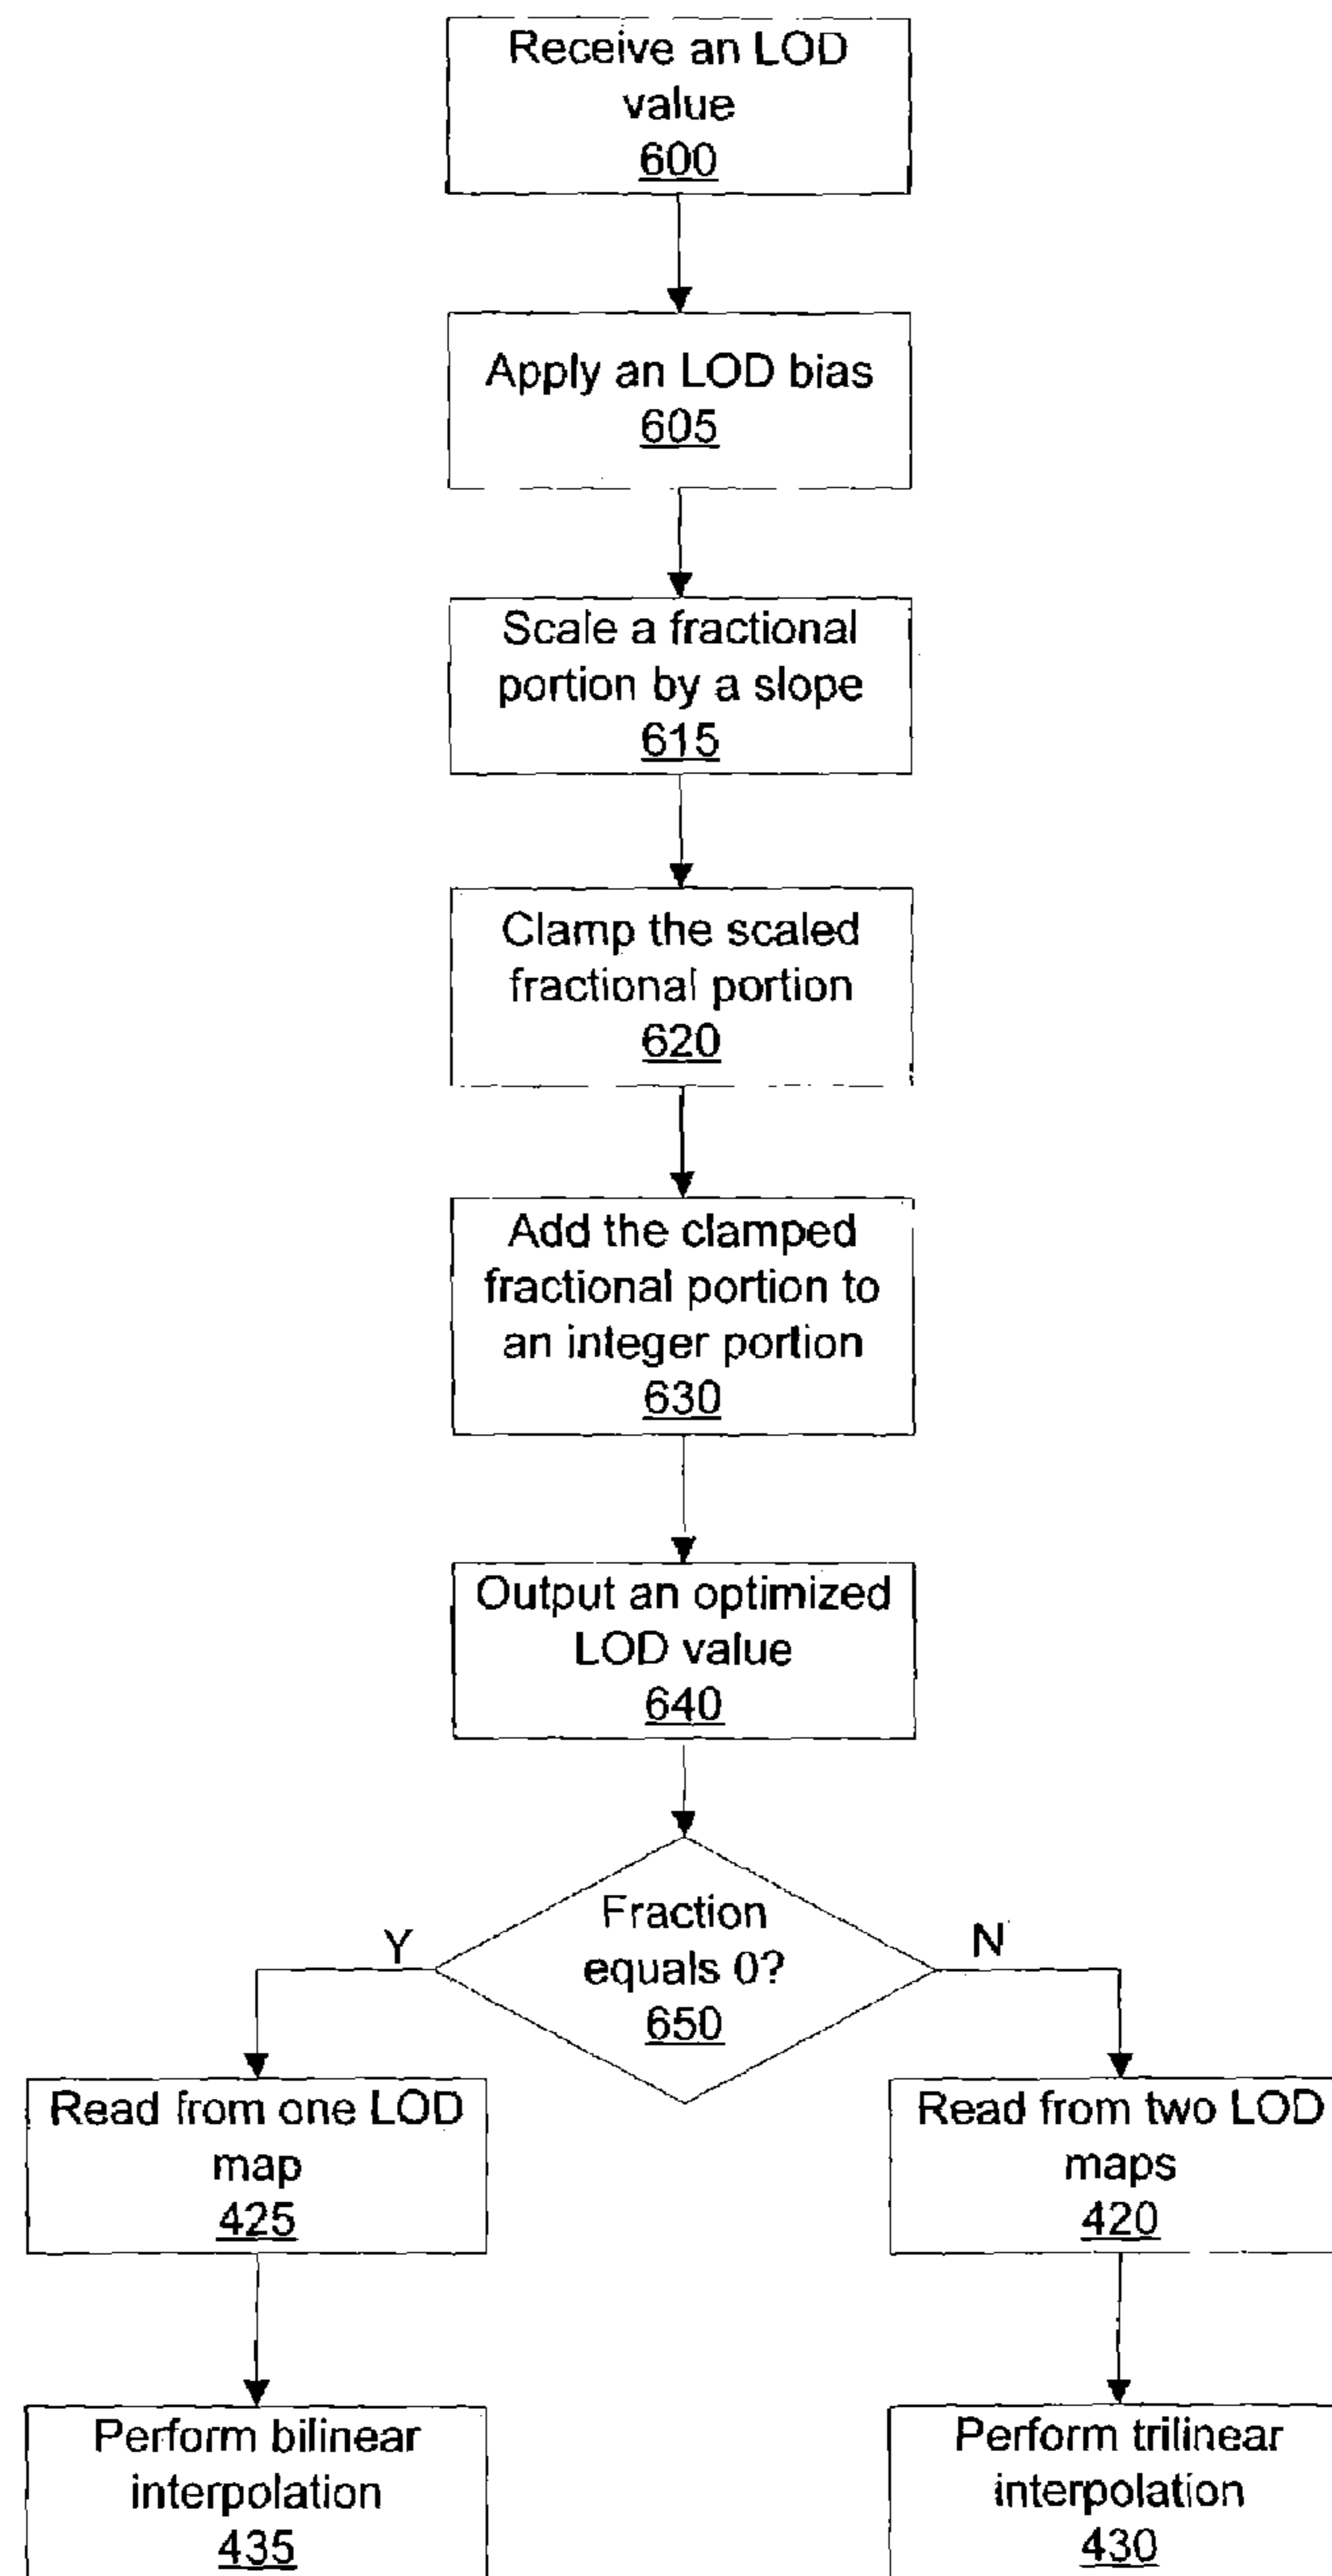 Receive an LOD
value
600
Apply an LOD bias
605
Scale a fractional
portion by a slope
615
Clamp the scaled
fractional portion
620
Add the clamped
fractional portion to
an integer portion
630
Output an optimized
LOD value
640
Fraction
equals 0?
650
Y
N
Read from one LOD
map
425
Read from two LOD
maps
420
Perform bilinear
interpolation
435
Perform trilinear
interpolation
430